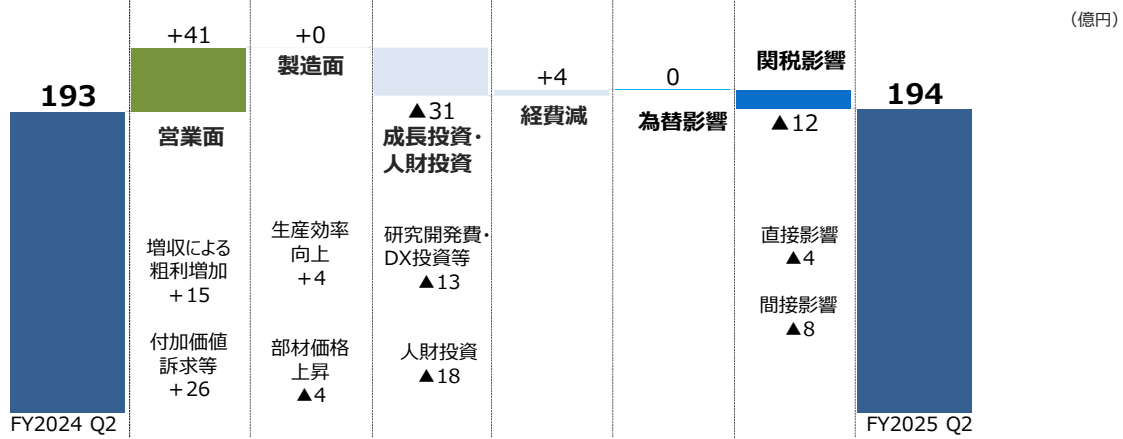 （億円）
193
FY2024 Q2
+41
営業面
増収による
粗利増加
+15
付加価値
訴求等
+26
+0
製造面
生産効率
向上
+4
部材価格
上昇
▲4
▲31
成長投資・
人財投資
研究開発費・
DX投資等
▲13
人財投資
▲18
+4
経費減
0
為替影響
関税影響
▲12
直接影響
▲4
間接影響
▲8
194
FY2025 Q2